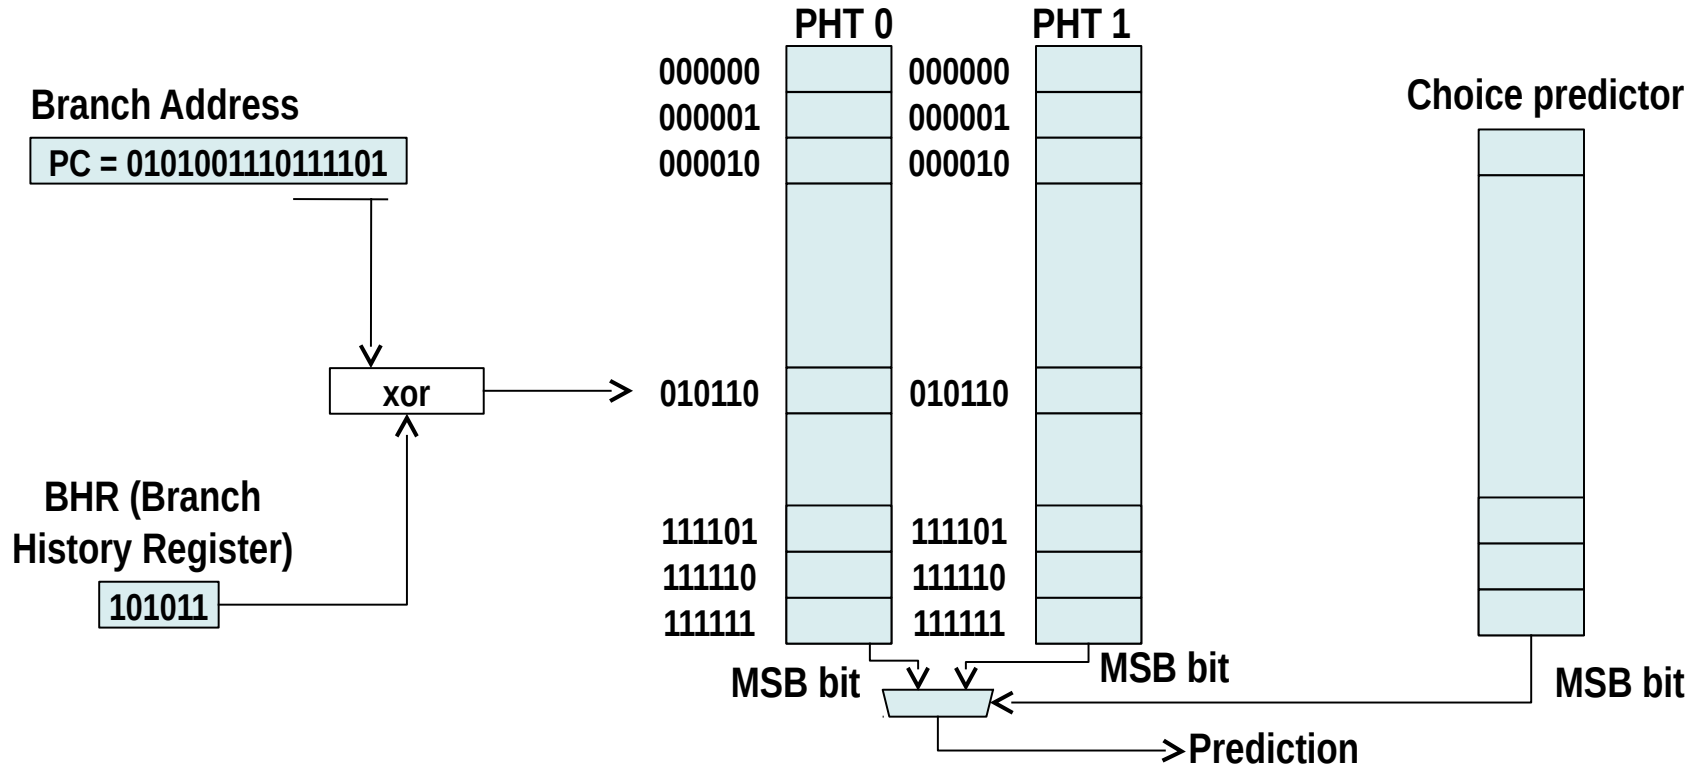 PHT 0
PHT 1
000000
000000
Choice predictor
Branch Address
000001
000001
PC = 0101001110111101
000010
000010
xor
010110
010110
BHR (Branch
History Register)
111101
111101
111110
111110
101011
111111
111111
MSB bit
MSB bit
MSB bit
Prediction